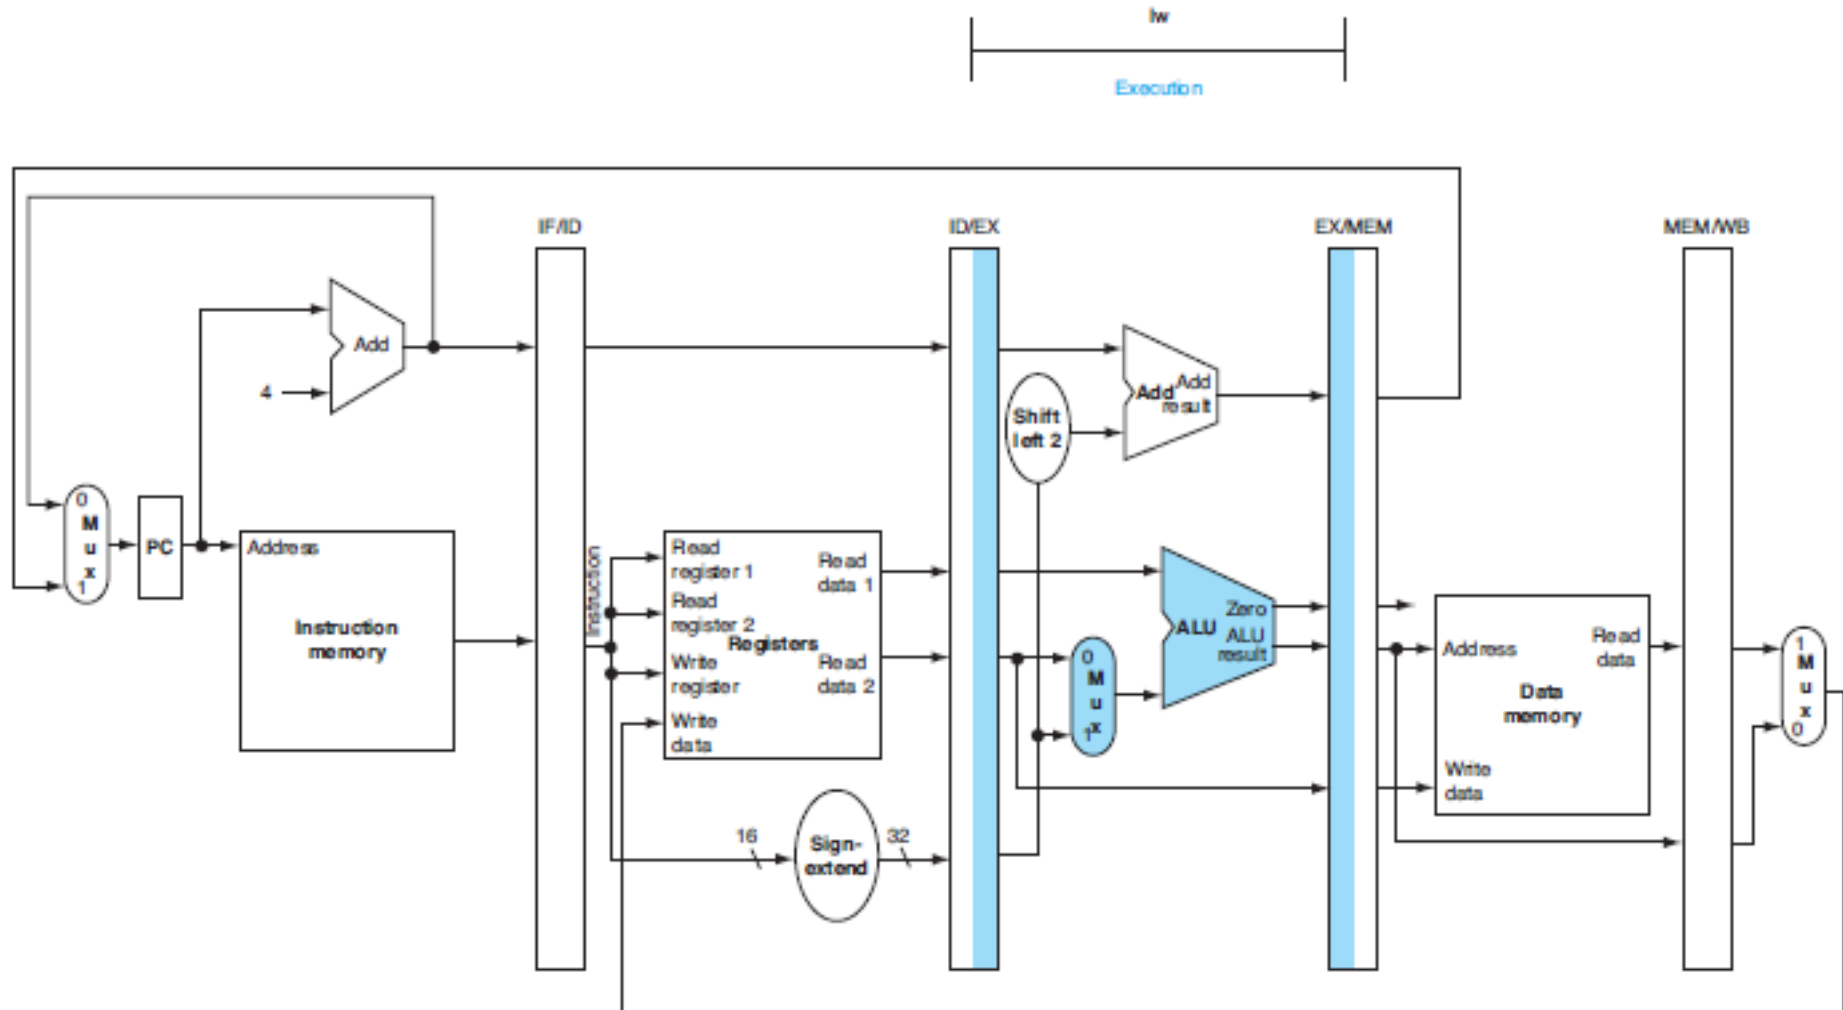 lw
Execution
IF/ID
ID/EX
EX/MEM
MEM/WB
Add
4
Add
Add
result
Shift
left 2
0
M
u
x
1
PC
Address
Instruction
memory
Instruction
Read
register 1
Read
register 2
Write
register
Write
data
Registers
Read
data 1
Read
data 2
16
Sign-
extend
32
0
M
u
x
1
ALU
Zero
ALU
result
Address
Read
data
Data
memory
Write
data
1
M
u
x
0